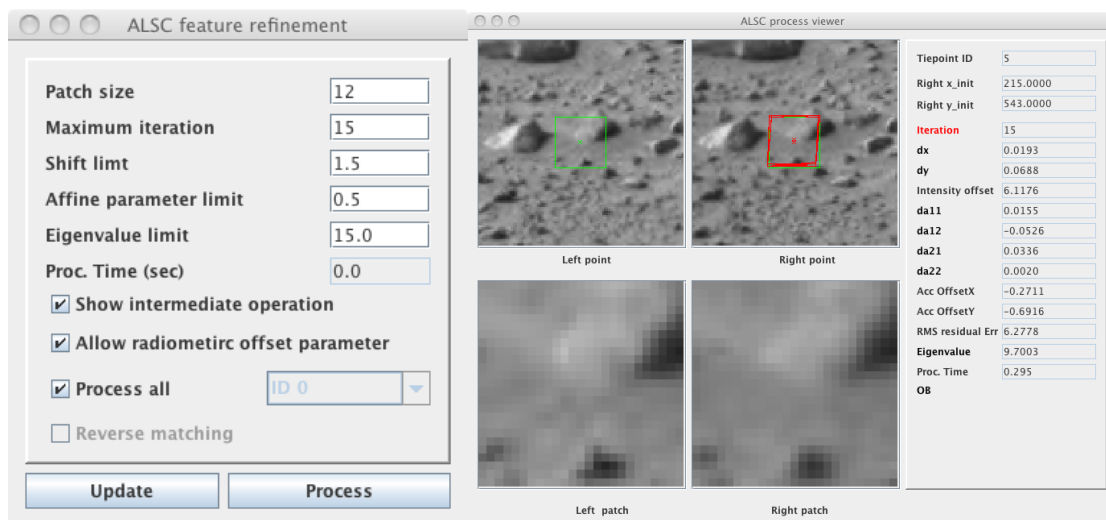 ALSC feature refinement
Patch size 12
Maximum iteration 15
Shift limt 1.5
Affine parameter limit 0.5
Eigenvalue limit 15.0
Proc. Time (sec) 0.0
Show intermediate operation
Allow radiometirc offset parameter
Process all ID 0
Reverse matching
Update Process
ALSC process viewer
Left point Right point
Left patch Right patch
Tiepoint ID 5
Right x_init 215.0000
Right y_init 543.0000
Iteration 15
dx 0.0193
dy 0.0688
Intensity offset 6.1176
da11 0.0155
da12 −0.0526
da21 0.0336
da22 0.0020
Acc OffsetX −0.2711
Acc OffsetY −0.6916
RMS residual Err 6.2778
Eigenvalue 9.7003
Proc. Time 0.295
OB